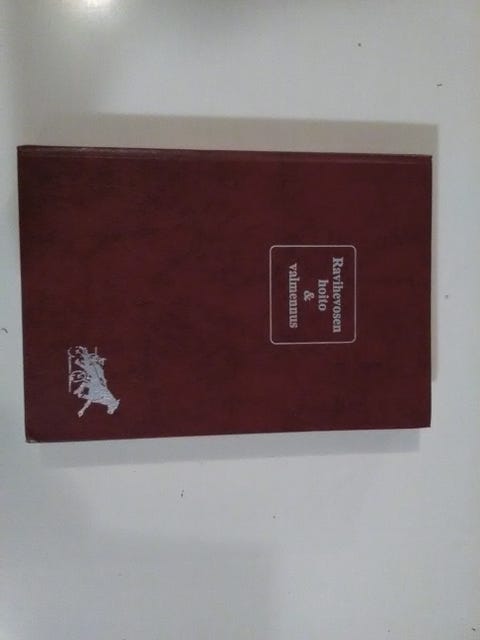 Ravihevosen
hoito
&
valmennus